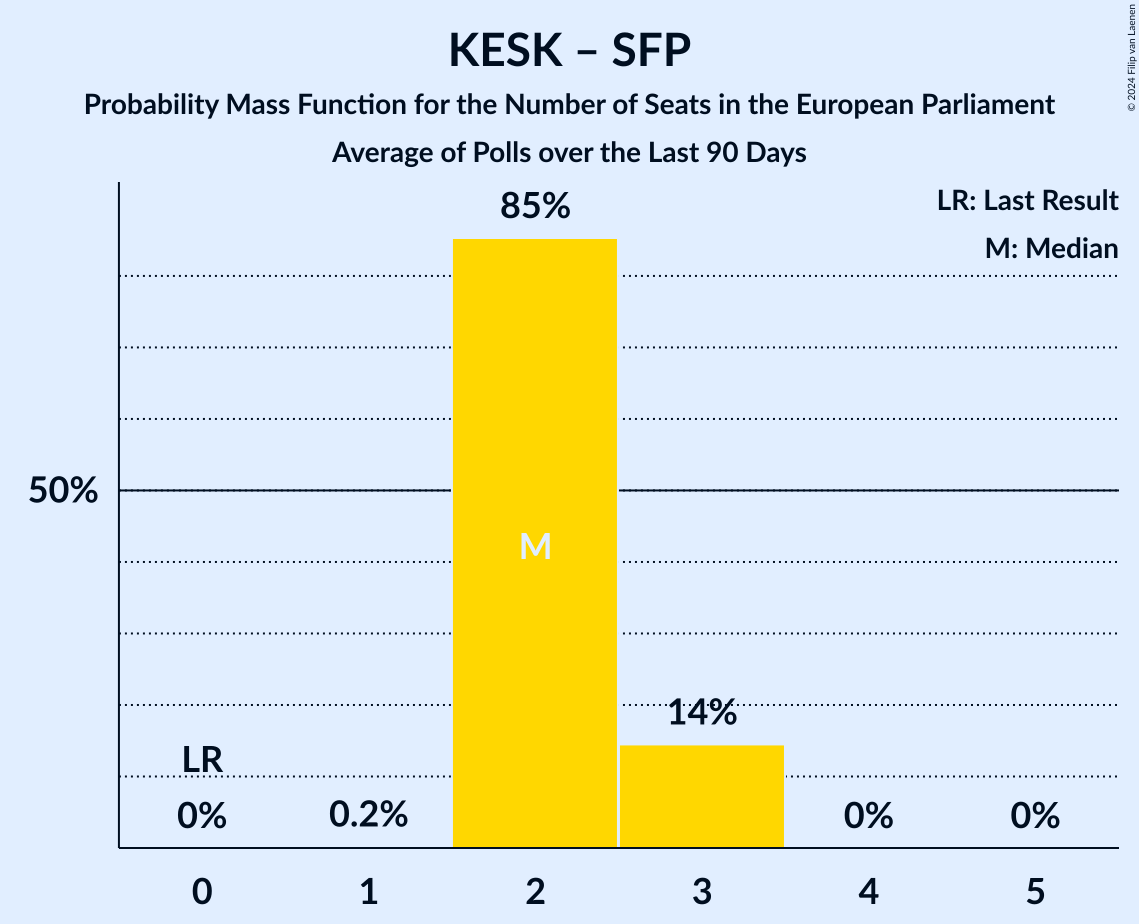 KESK – SFP
Probability Mass Function for the Number of Seats in the European Parliament
Average of Polls over the Last 90 Days
© 2024 Filip van Laenen
LR: Last Result
M: Median
85%
50%
M
14%
LR
0%
0.2%
0%
0%
0 1 2 3 4 5